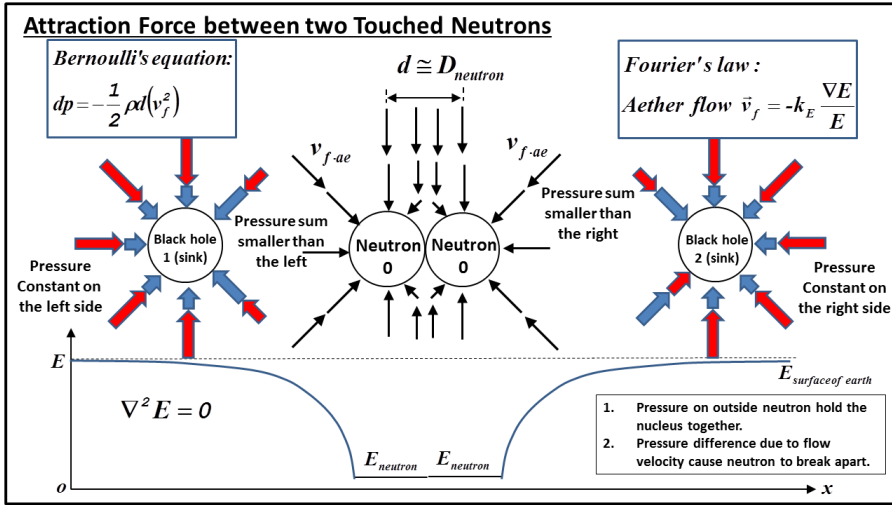 Attraction Force between two Touched Neutrons
Bernoulli's equation:
dp = -1/2 ρd(v_f^2)
d ≅ D_neutron
Fourier's law :
Aether flow v⃗_f = -k_E ∇E/E
v_f·ae
v_f·ae
Black hole
1 (sink)
Pressure sum
smaller than
the left
Neutron
0
Neutron
0
Pressure sum
smaller than
the right
Black hole
2 (sink)
Pressure
Constant on
the left side
Pressure
Constant on
the right side
E
E_surface of earth
∇²E = 0
E_neutron
E_neutron
1. Pressure on outside neutron hold the
nucleus together.
2. Pressure difference due to flow
velocity cause neutron to break apart.
o
x